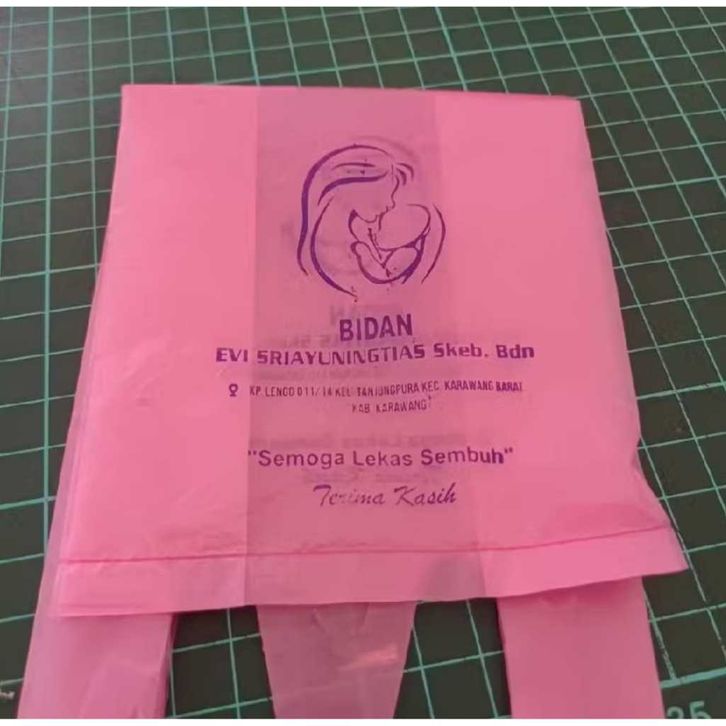 BIDAN
EVI SRIAYUNINGTIAS Skeb. Bdn
KP. LENGO 011/14 KEL. TANJUNGPURA KEC. KARAWANG BARAT
KAB KARAWANG
"Semoga Lekas Sembuh"
Terima Kasih